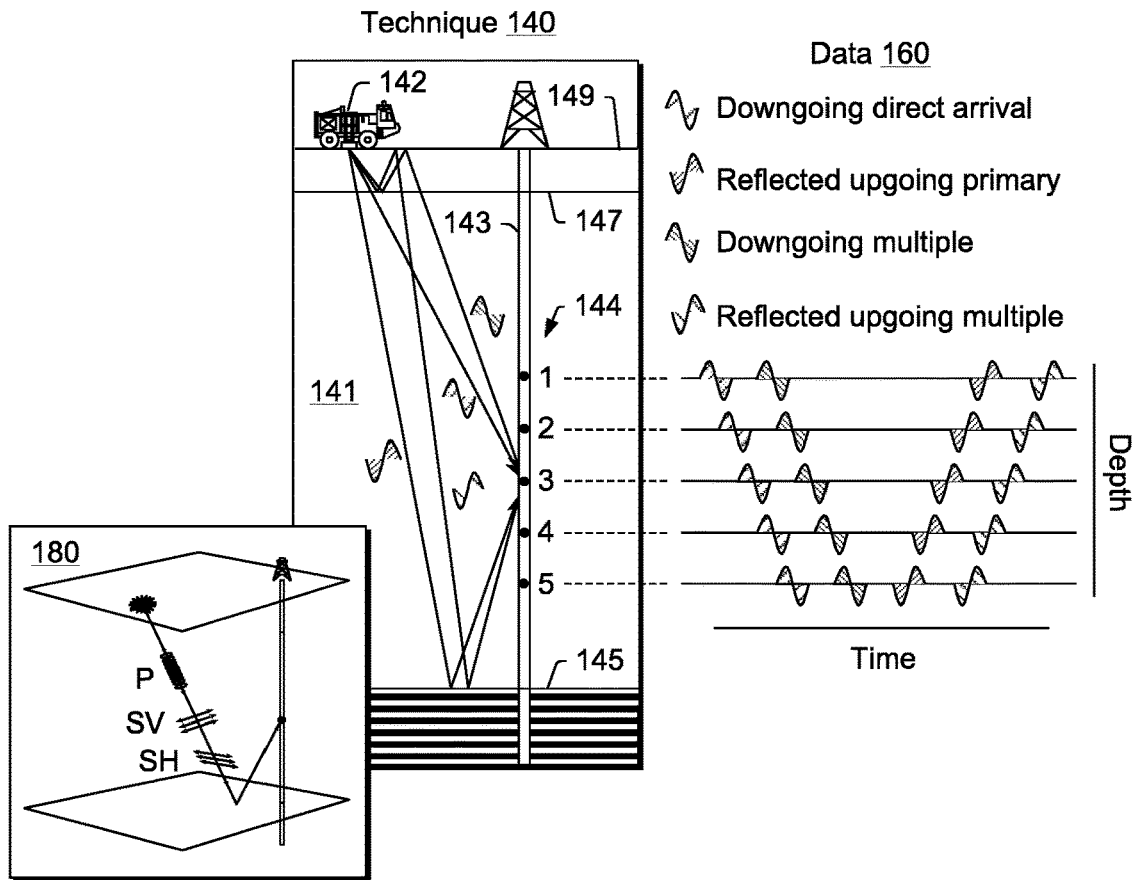 Technique 140
Data 160
142
149
Downgoing direct arrival
Reflected upgoing primary
143
147
Downgoing multiple
144
Reflected upgoing multiple
141
1
2
3
4
5
Depth
145
Time
180
P
SV
SH